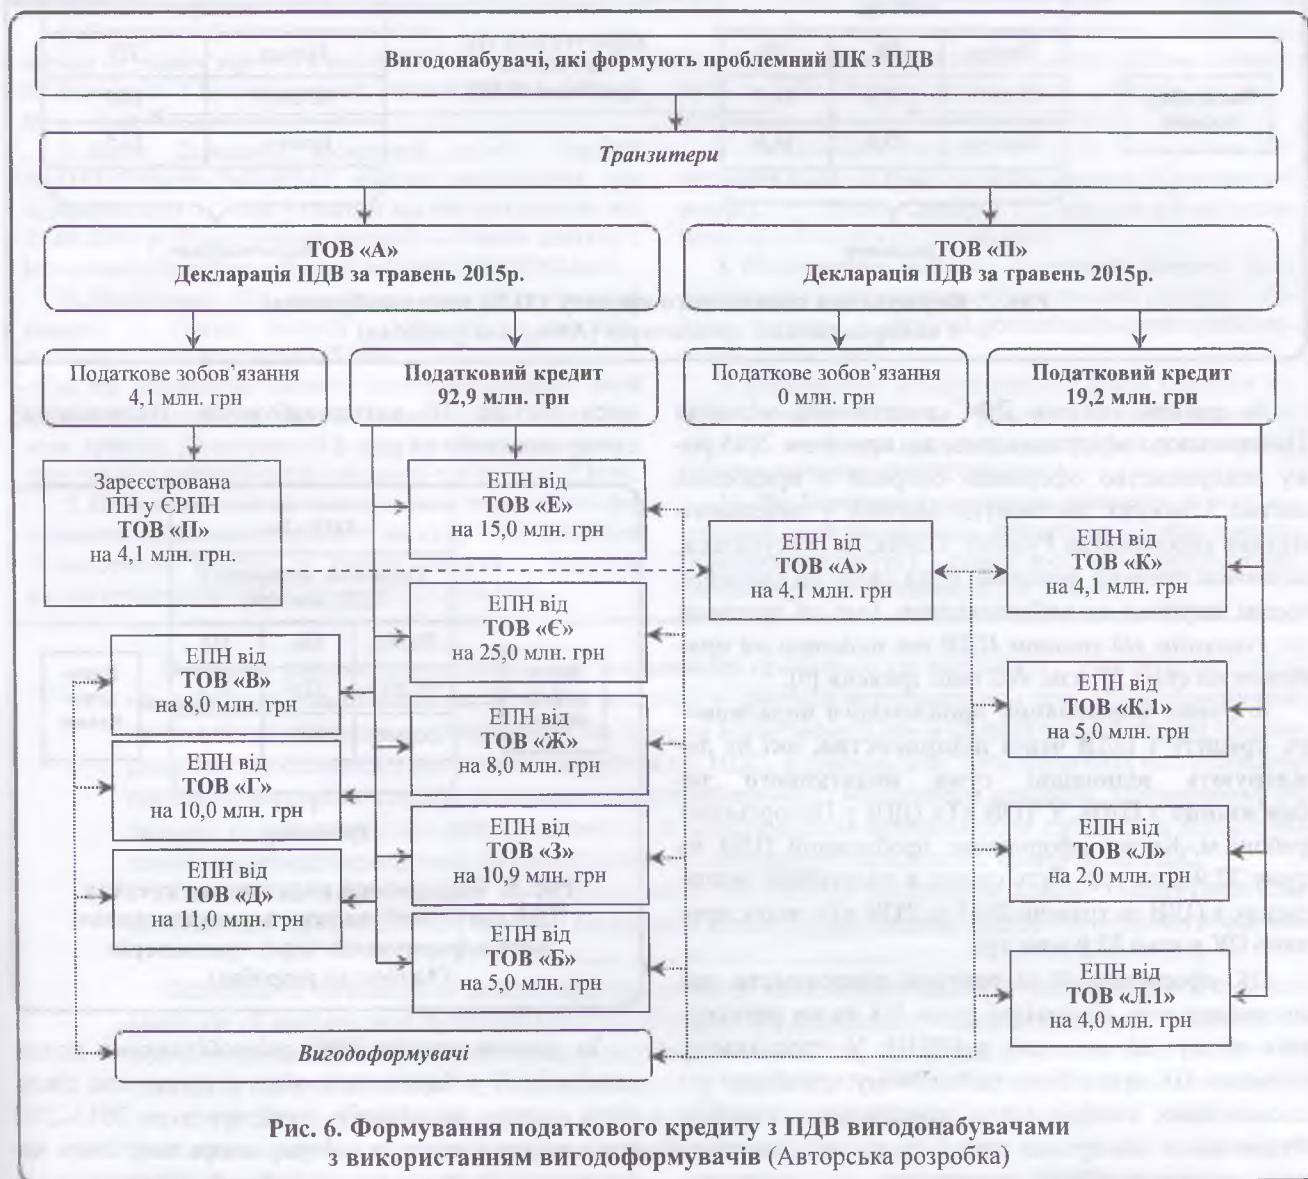 Вигодонабувачі, які формують проблемний ПК з ПДВ
Транзитери
ТОВ «А»
Декларація ПДВ за травень 2015р.
ТОВ «П»
Декларація ПДВ за травень 2015р.
Податкове зобов’язання
4,1 млн. грн
Податковий кредит
92,9 млн. грн
Податкове зобов’язання
0 млн. грн
Податковий кредит
19,2 млн. грн
Зареєстрована
ПН у ЄРПН
ТОВ «П»
на 4,1 млн. грн.
ЕПН від
ТОВ «Е»
на 15,0 млн. грн
ЕПН від
ТОВ «А»
на 4,1 млн. грн
ЕПН від
ТОВ «К»
на 4,1 млн. грн
ЕПН від
ТОВ «Є»
на 25,0 млн. грн
ЕПН від
ТОВ «В»
на 8,0 млн. грн
ЕПН від
ТОВ «К.1»
на 5,0 млн. грн
ЕПН від
ТОВ «Ж»
на 8,0 млн. грн
ЕПН від
ТОВ «Г»
на 10,0 млн. грн
ЕПН від
ТОВ «З»
на 10,9 млн. грн
ЕПН від
ТОВ «Л»
на 2,0 млн. грн
ЕПН від
ТОВ «Д»
на 11,0млн. грн
ЕПН від
ТОВ «Б»
на 5,0 млн. грн
ЕПН від
ТОВ «Л.1»
на 4,0 млн. грн
Вигодоформувачі
Рис. 6. Формування податкового кредиту з ПДВ вигодонабувачами
з використанням вигодоформувачів (Авторська розробка)